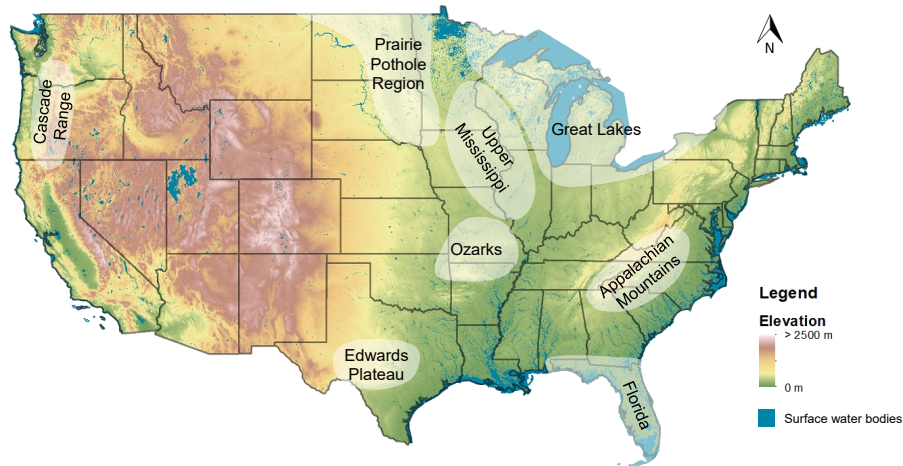 Prairie
Pothole
Region
N
Cascade
Range
Great Lakes
Upper
Mississippi
Ozarks
Appalachian
Mountains
Edwards
Plateau
Florida
Legend
Elevation
> 2500 m
0 m
Surface water bodies